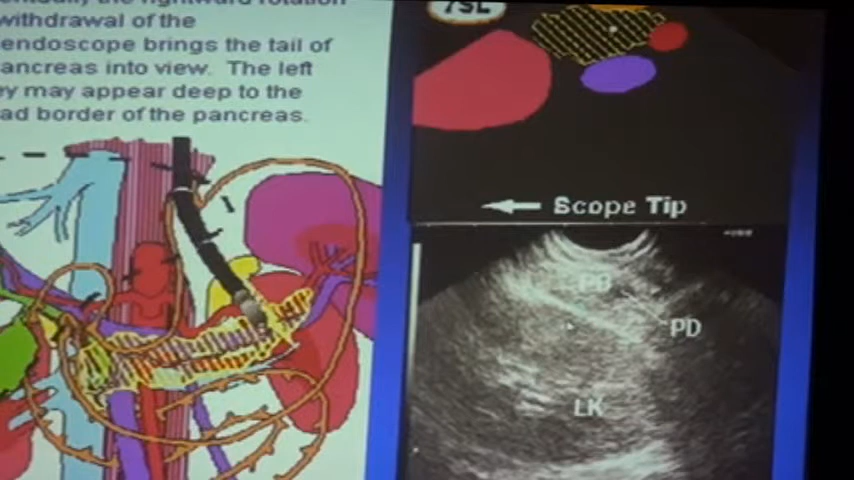 withdrawal of the
endoscope brings the tail of
ancreas into view. The left
ey may appear deep to the
ad border of the pancreas.
7SL
Scope Tip
PD
LK